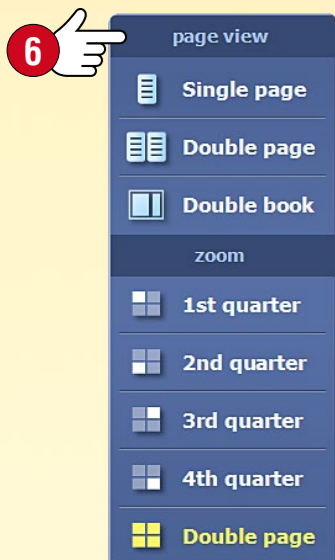 6
page view
Single page
Double page
Double book
zoom
1st quarter
2nd quarter
3rd quarter
4th quarter
Double page